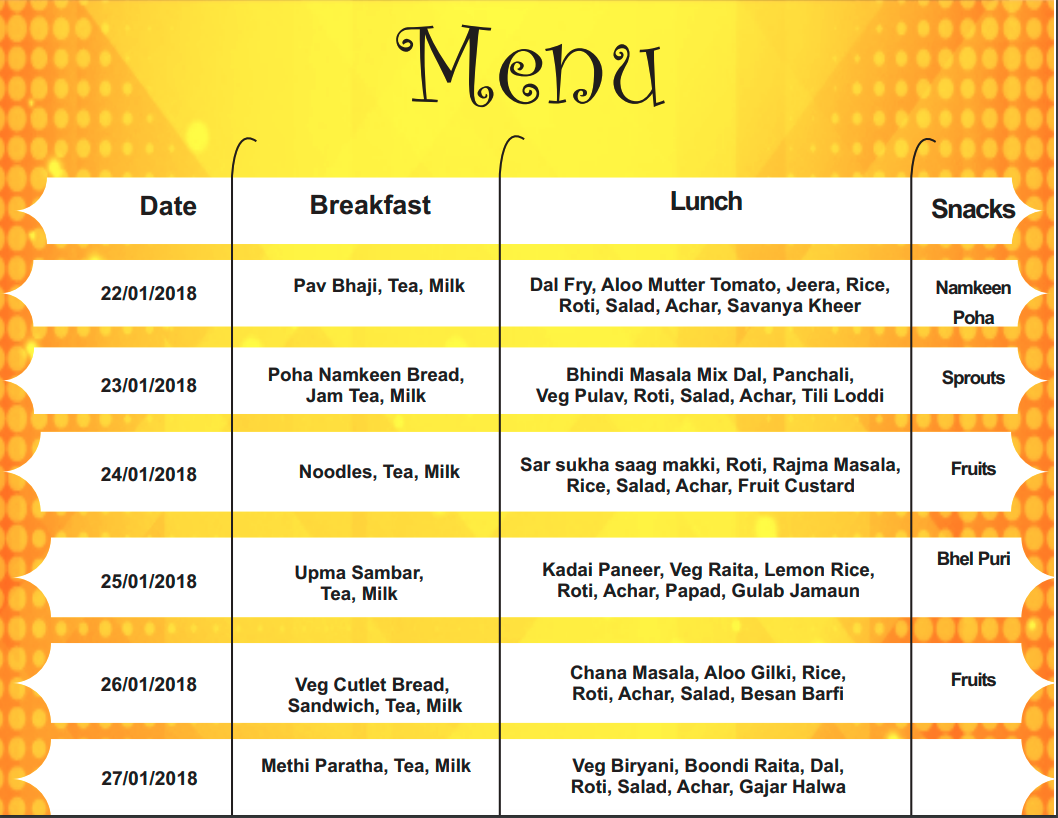 Menu
Date Breakfast Lunch Snacks
22/01/2018
Pav Bhaji, Tea, Milk
Dal Fry, Aloo Mutter Tomato, Jeera, Rice,
Roti, Salad, Achar, Savanya Kheer
Namkeen
Poha
23/01/2018
Poha Namkeen Bread,
Jam Tea, Milk
Bhindi Masala Mix Dal, Panchali,
Veg Pulav, Roti, Salad, Achar, Tili Loddi
Sprouts
24/01/2018
Noodles, Tea, Milk
Sar sukha saag makki, Roti, Rajma Masala,
Rice, Salad, Achar, Fruit Custard
Fruits
25/01/2018
Upma Sambar,
Tea, Milk
Kadai Paneer, Veg Raita, Lemon Rice,
Roti, Achar, Papad, Gulab Jamaun
Bhel Puri
26/01/2018
Veg Cutlet Bread,
Sandwich, Tea, Milk
Chana Masala, Aloo Gilki, Rice,
Roti, Achar, Salad, Besan Barfi
Fruits
27/01/2018
Methi Paratha, Tea, Milk
Veg Biryani, Boondi Raita, Dal,
Roti, Salad, Achar, Gajar Halwa